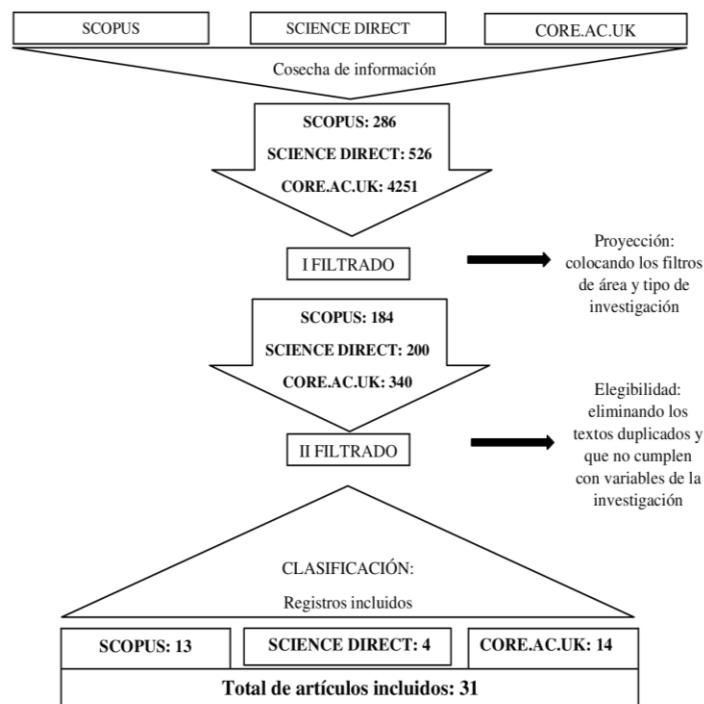 SCOPUS
SCIENCE DIRECT
CORE.AC.UK
Cosecha de información
SCOPUS: 286
SCIENCE DIRECT: 526
CORE.AC.UK: 4251
I FILTRADO
Proyección:
colocando los filtros
de área y tipo de
investigación
SCOPUS: 184
SCIENCE DIRECT: 200
CORE.AC.UK: 340
II FILTRADO
Elegibilidad:
eliminando los
textos duplicados y
que no cumplen
con variables de la
investigación
CLASIFICACIÓN:
Registros incluidos
SCOPUS: 13
SCIENCE DIRECT: 4
CORE.AC.UK: 14
Total de artículos incluidos: 31